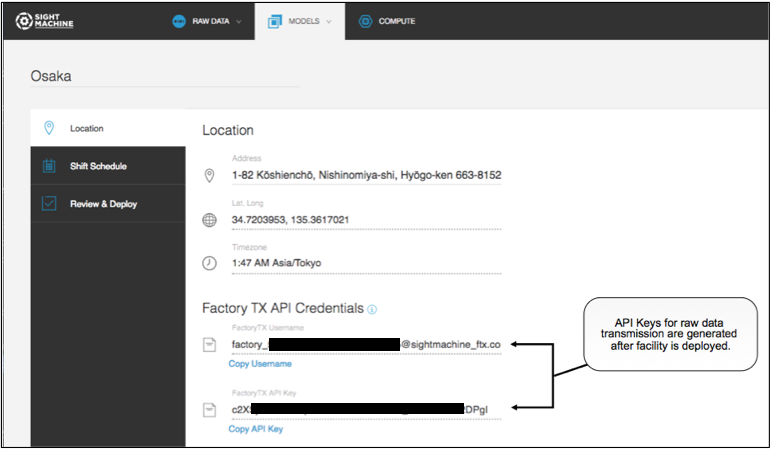 SIGHT
MACHINE
RAW DATA
MODELS
COMPUTE
Osaka
Location
Shift Schedule
Review & Deploy
Location
Address
1-82 Kōshienchō, Nishinomiya-shi, Hyōgo-ken 663-8152
Lat. Long
34.7203953, 135.3617021
Timezone
1:47 AM Asia/Tokyo
Factory TX API Credentials
FactoryTX Username
factory_ @sightmachine_ftx.co
Copy Username
FactoryTX API Key
c2X DPgI
Copy API Key
API Keys for raw data
transmission are generated
after facility is deployed.